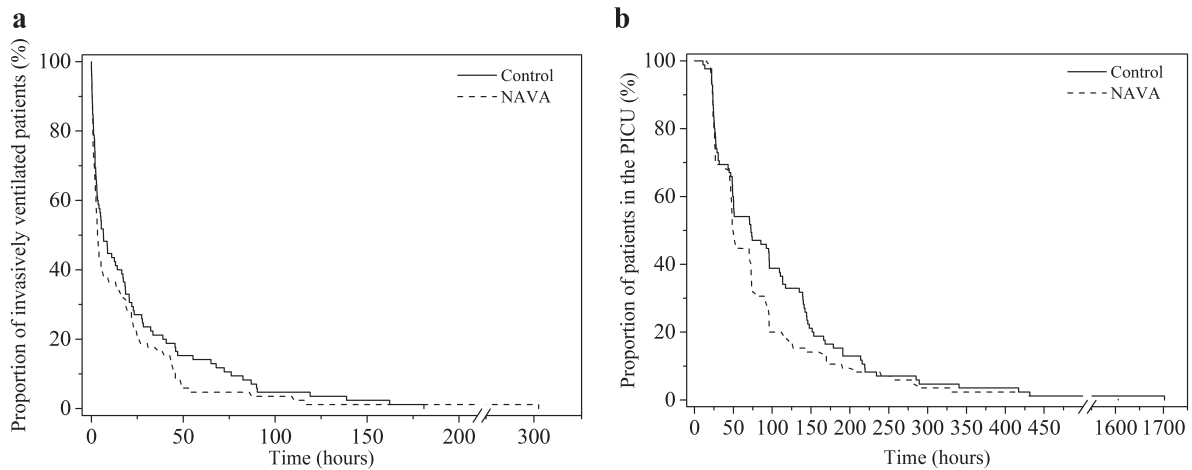 a
Proportion of invasively ventilated patients (%)
100
80
60
40
20
0
Control
NAVA
0 50 100 150 200 300
Time (hours)
b
Proportion of patients in the PICU (%)
100
80
60
40
20
0
Control
NAVA
0 50 100 150 200 250 300 350 400 450 1600 1700
Time (hours)